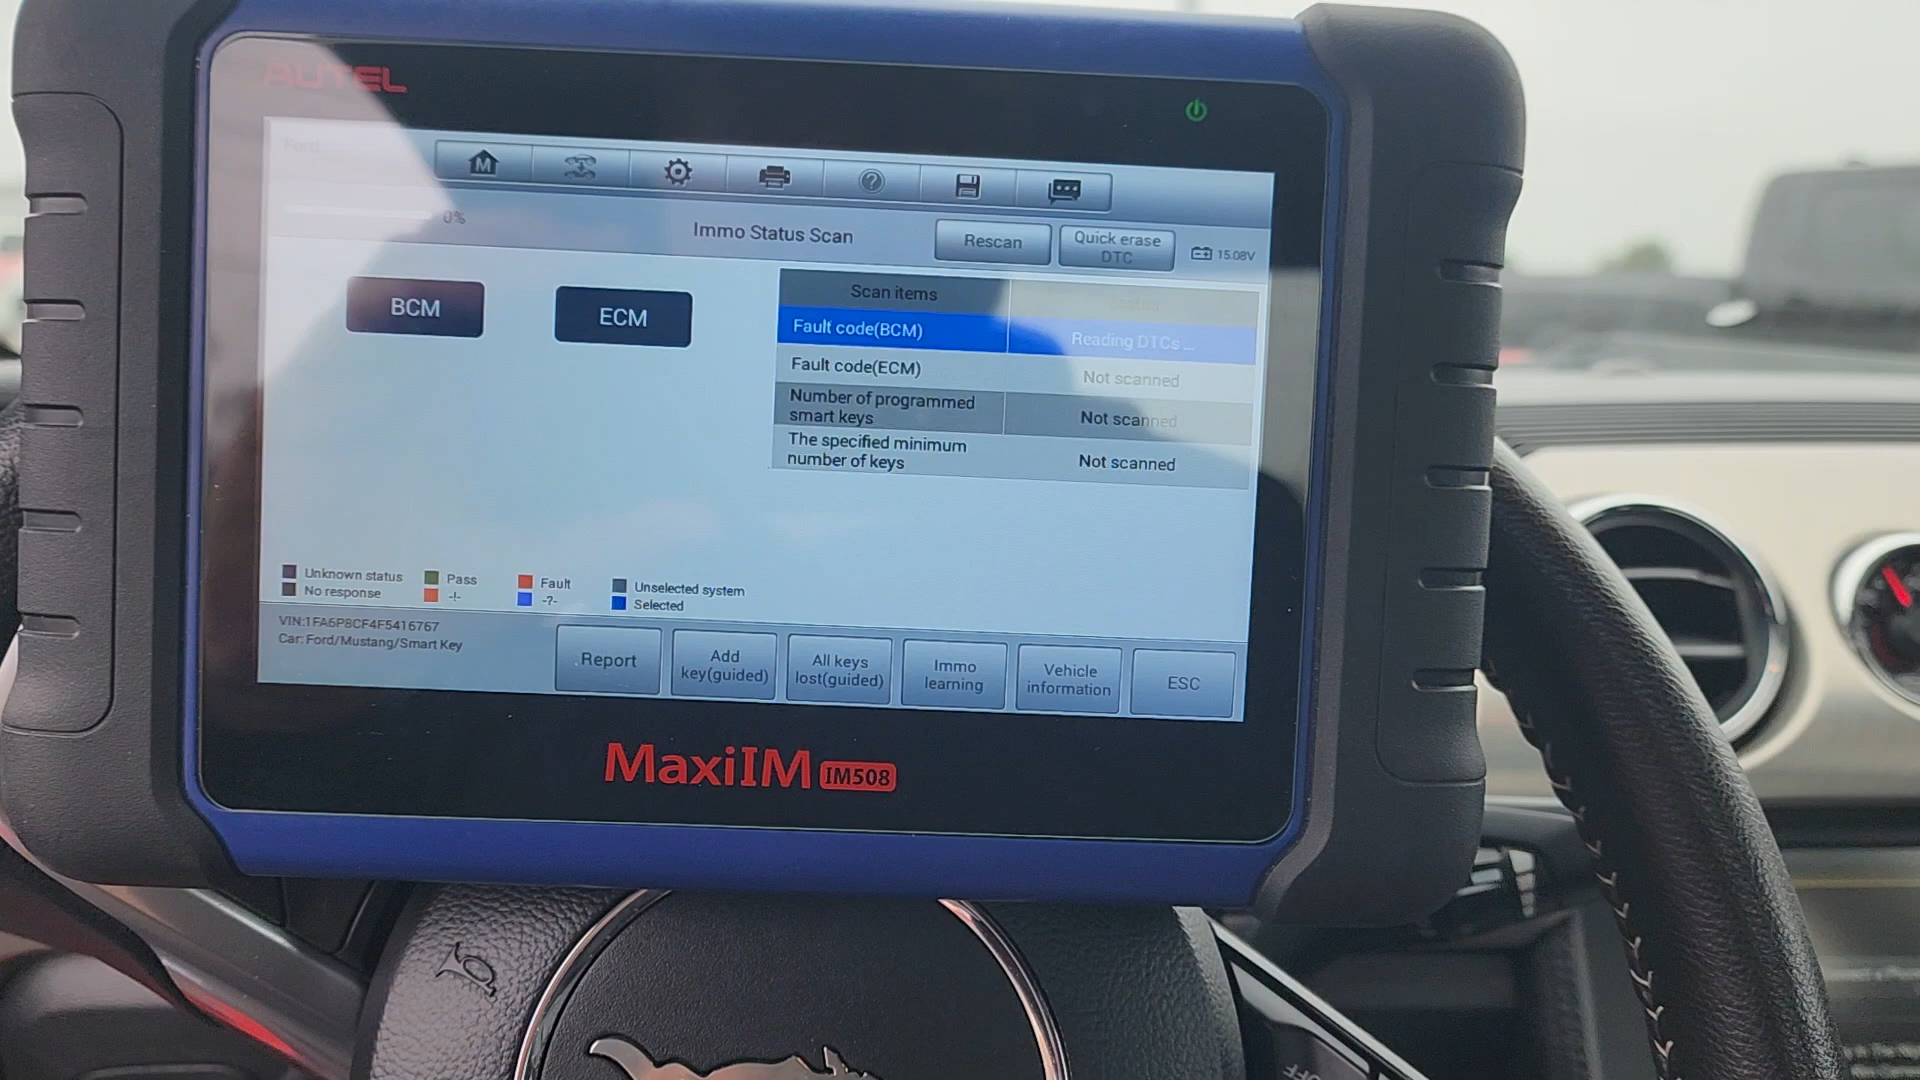 AUTEL
Ford
M
?
0%
Immo Status Scan
Rescan
Quick erase
DTC
15.08V
BCM
ECM
Scan items
Fault code(BCM)
Reading DTCs ...
Fault code(ECM)
Not scanned
Number of programmed
smart keys
Not scanned
The specified minimum
number of keys
Not scanned
Unknown status
Pass
Fault
Unselected system
No response
-!-
-?-
Selected
VIN:1FA6P8CF4F5416767
Car: Ford/Mustang/Smart Key
Report
Add
key(guided)
All keys
lost(guided)
Immo
learning
Vehicle
information
ESC
MaxiIM IM508
OFF